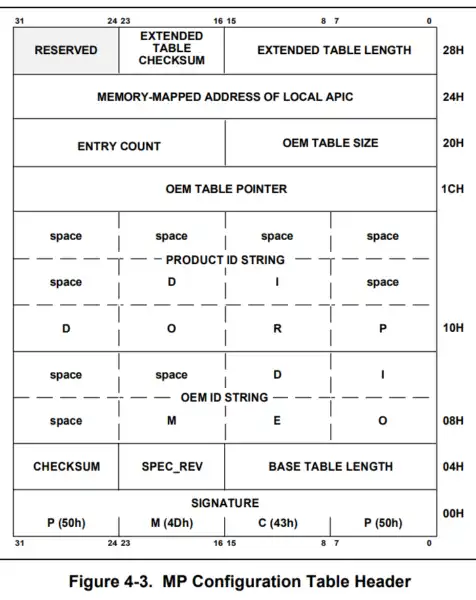 31 24 23 16 15 8 7 0
RESERVED EXTENDED TABLE CHECKSUM EXTENDED TABLE LENGTH 28H
MEMORY-MAPPED ADDRESS OF LOCAL APIC 24H
ENTRY COUNT OEM TABLE SIZE 20H
OEM TABLE POINTER 1CH
space space space space
PRODUCT ID STRING
space D I space
D O R P 10H
space space D I
OEM ID STRING
space M E O 08H
CHECKSUM SPEC_REV BASE TABLE LENGTH 04H
SIGNATURE
P (50h) M (4Dh) C (43h) P (50h) 00H
31 24 23 16 15 8 7 0
Figure 4-3. MP Configuration Table Header